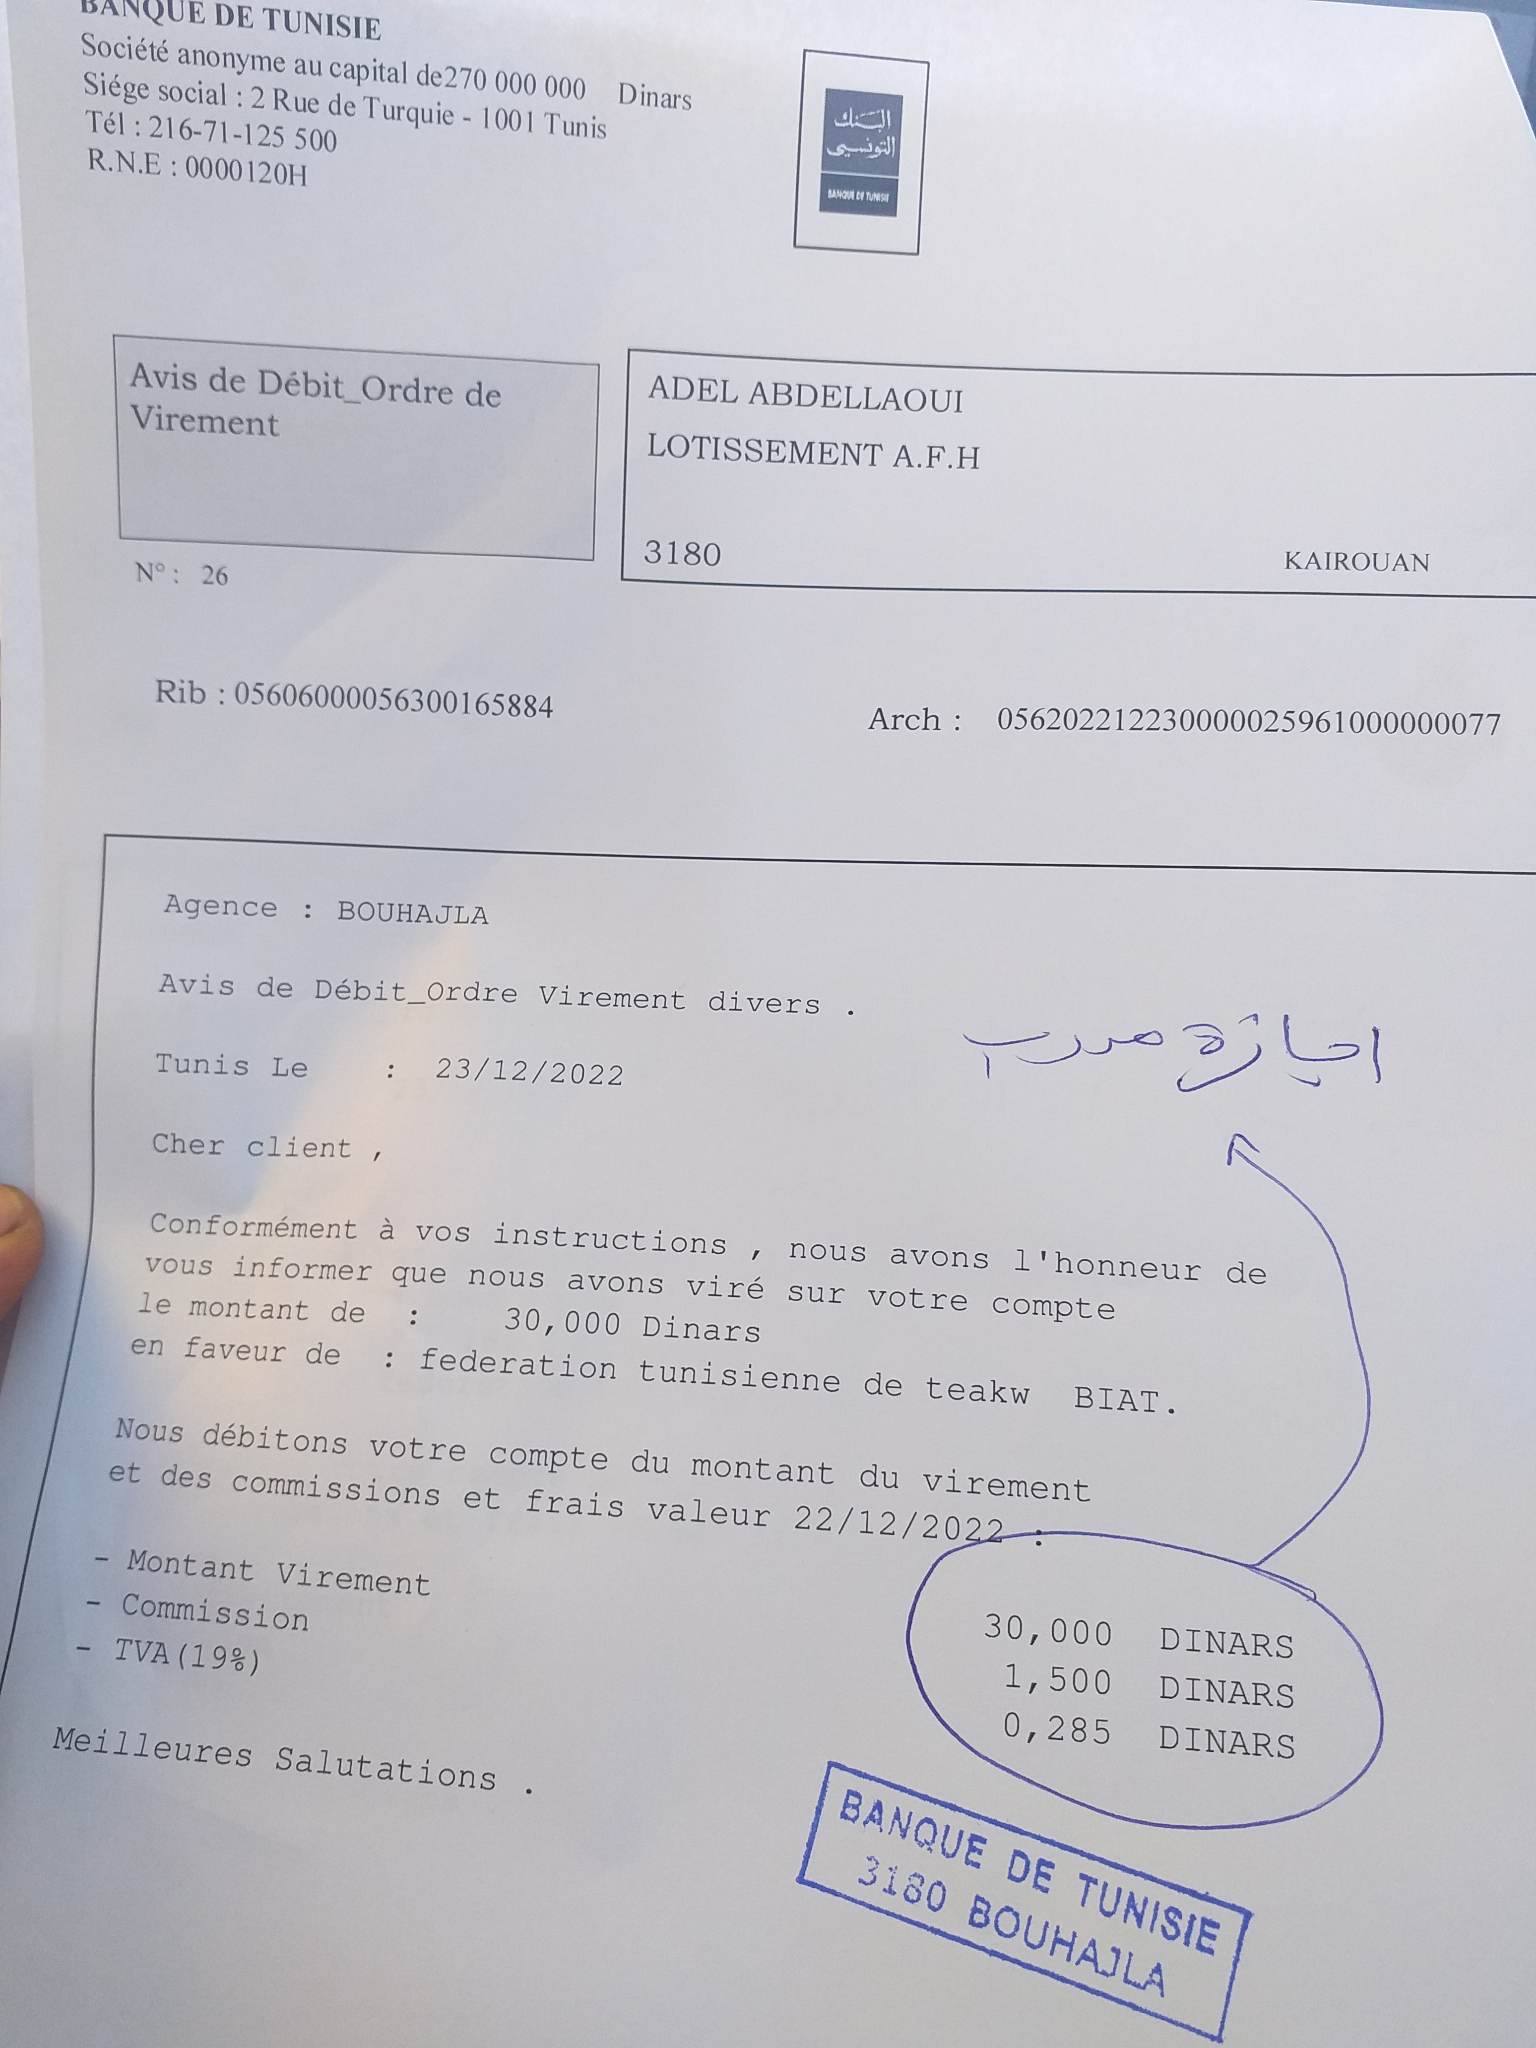 BANQUE DE TUNISIE
Société anonyme au capital de270 000 000 Dinars
Siége social : 2 Rue de Turquie - 1001 Tunis
Tél : 216-71-125 500
R.N.E : 0000120H
البنك
التونسي
BANQUE DE TUNISIE
Avis de Débit_Ordre de
Virement
N° : 26
ADEL ABDELLAOUI
LOTISSEMENT A.F.H
3180 KAIROUAN
Rib : 05606000056300165884
Arch : 056202212230000025961000000077
Agence : BOUHAJLA
Avis de Débit_Ordre Virement divers .
اجازة مدرب
Tunis Le : 23/12/2022
Cher client ,
Conformément à vos instructions , nous avons l'honneur de
vous informer que nous avons viré sur votre compte
le montant de : 30,000 Dinars
en faveur de : federation tunisienne de teakw BIAT.
Nous débitons votre compte du montant du virement
et des commissions et frais valeur 22/12/2022 :
- Montant Virement 30,000 DINARS
- Commission 1,500 DINARS
- TVA(19%) 0,285 DINARS
Meilleures Salutations .
BANQUE DE TUNISIE
3180 BOUHAJLA